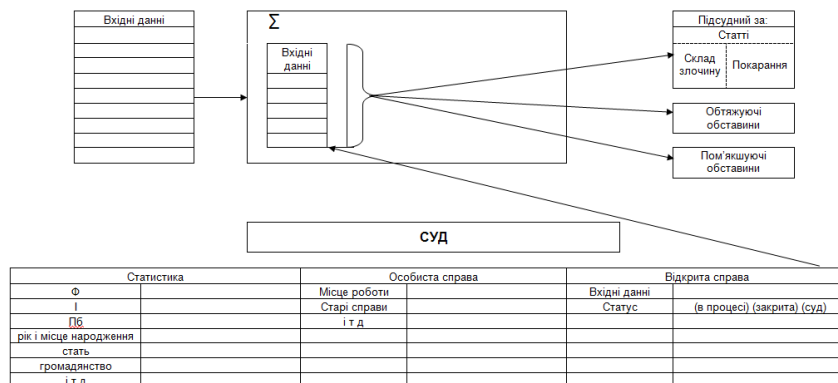 Вхідні данні
Σ
Вхідні
данні
Підсудний за:
Статті
Склад
злочину
Покарання
Обтяжуючі
обставини
Пом'якшуючі
обставини
СУД
Статистика
Особиста справа
Відкрита справа
Ф
Місце роботи
Вхідні данні
І
Старі справи
Статус
(в процесі) (закрита) (суд)
Пб
і т д
рік і місце народження
стать
громадянство
і т д